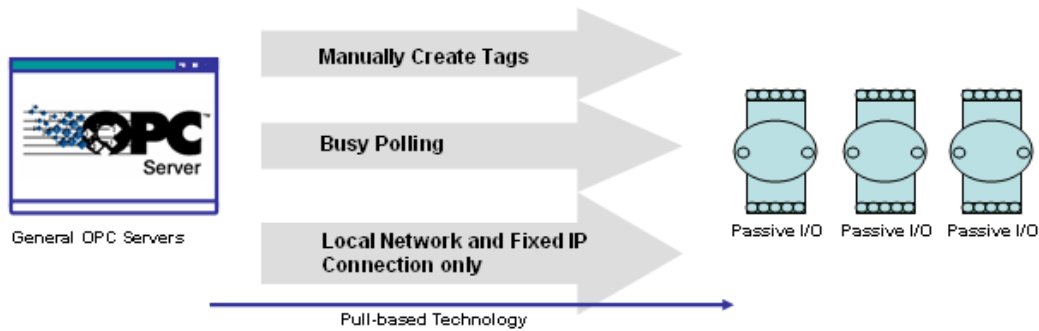 Manually Create Tags
OPC™
Server
Busy Polling
General OPC Servers
Local Network and Fixed IP
Connection only
Passive I/O Passive I/O Passive I/O
Pull-based Technology